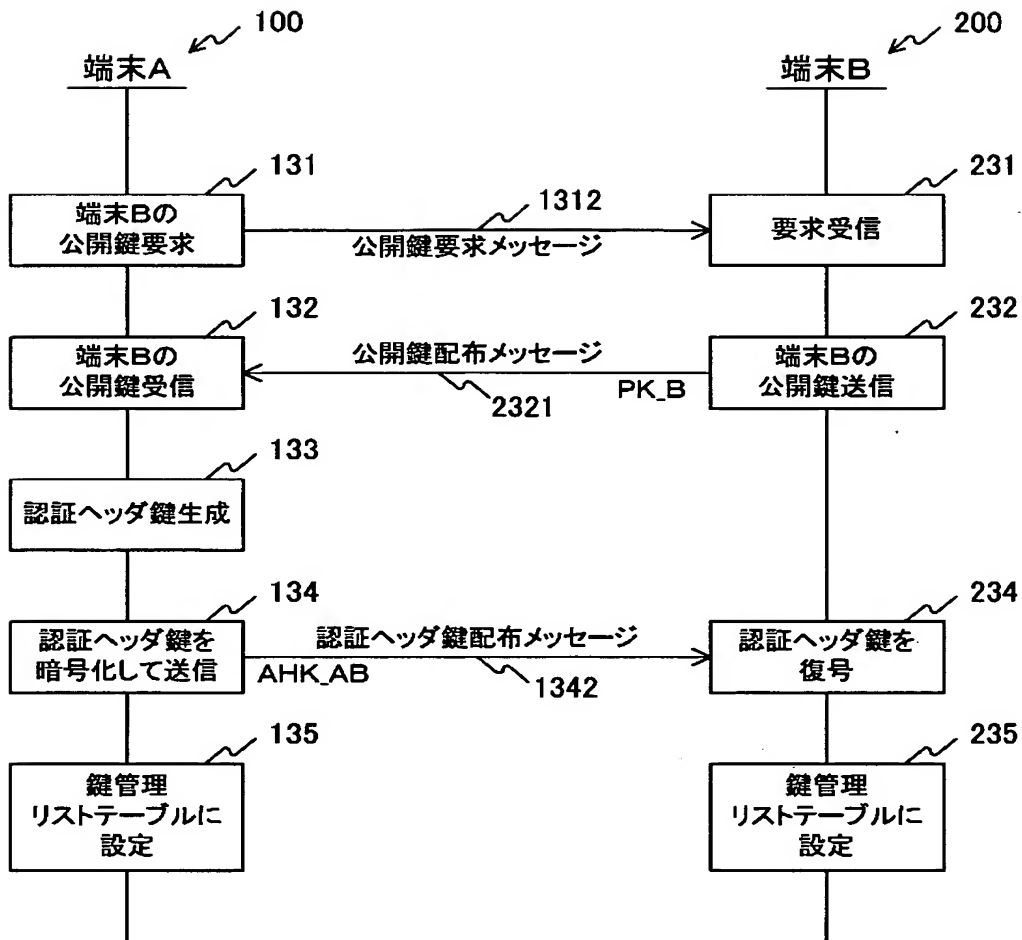 100
200
端末A
端末B
131
231
端末Bの
公開鍵要求
1312
公開鍵要求メッセージ
要求受信
132
232
端末Bの
公開鍵受信
公開鍵配布メッセージ
2321
PK_B
端末Bの
公開鍵送信
133
認証ヘッダ鍵生成
134
234
認証ヘッダ鍵を
暗号化して送信
認証ヘッダ鍵配布メッセージ
AHK_AB
1342
認証ヘッダ鍵を
復号
135
235
鍵管理
リストテーブルに
設定
鍵管理
リストテーブルに
設定